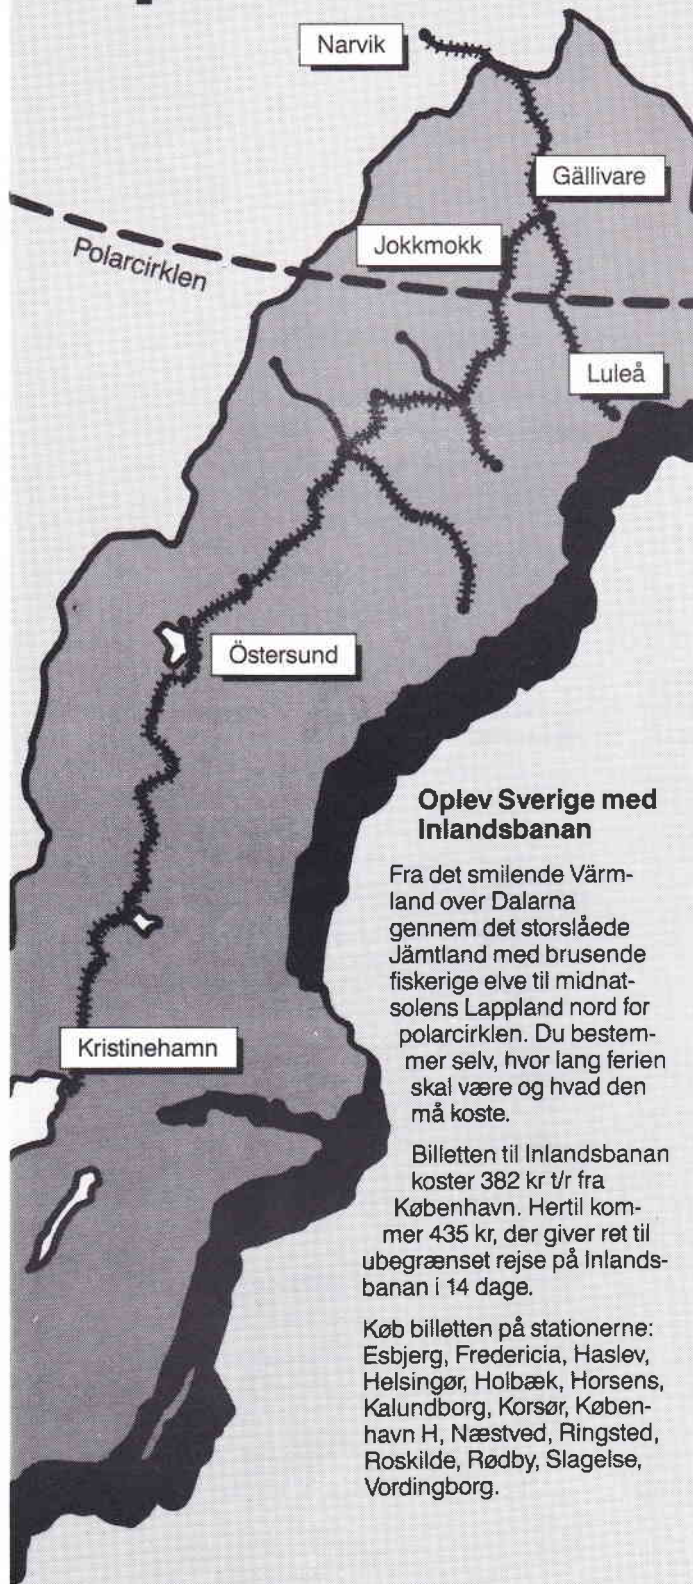 Narvik
Gällivare
Jokkmokk
Polarcirklen
Luleå
Östersund
Kristinehamn
Oplev Sverige med
Inlandsbanan
Fra det smilende Värm-
land over Dalarna
gennem det storslåede
Jämtland med brusende
fiskerige elve til midnat-
solens Lappland nord for
polarcirklen. Du bestem-
mer selv, hvor lang ferien
skal være og hvad den
må koste.
Billetten til Inlandsbanan
koster 382 kr t/r fra
København. Hertil kom-
mer 435 kr, der giver ret til
ubegrænset rejse på Inlands-
banan i 14 dage.
Køb billetten på stationerne:
Esbjerg, Fredericia, Haslev,
Helsingør, Holbæk, Horsens,
Kalundborg, Korsør, Køben-
havn H, Næstved, Ringsted,
Roskilde, Rødby, Slagelse,
Vordingborg.